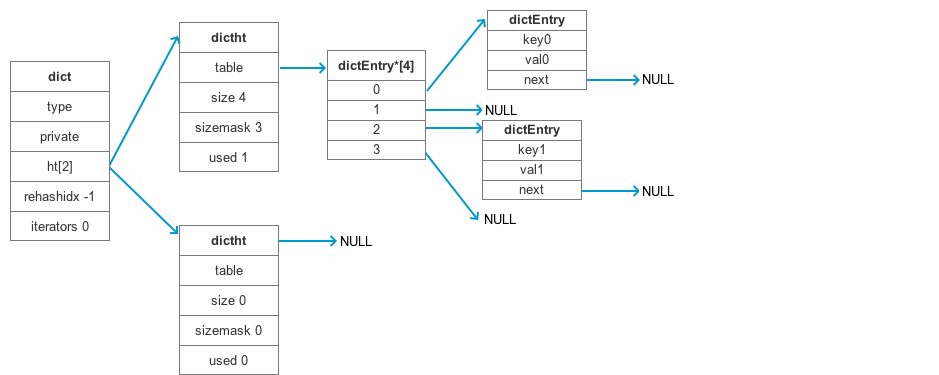 dict
type
private
ht[2]
rehashidx -1
iterators 0
dictht
table
size 4
sizemask 3
used 1
dictht
table
size 0
sizemask 0
used 0
NULL
dictEntry*[4]
0
1
2
3
dictEntry
key0
val0
next
NULL
NULL
dictEntry
key1
val1
next
NULL
NULL